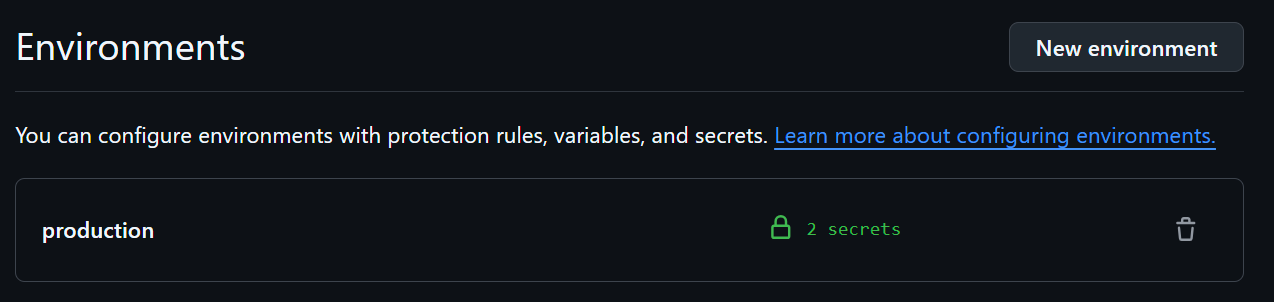 Environments
New environment
You can configure environments with protection rules, variables, and secrets. Learn more about configuring environments.
production
2 secrets